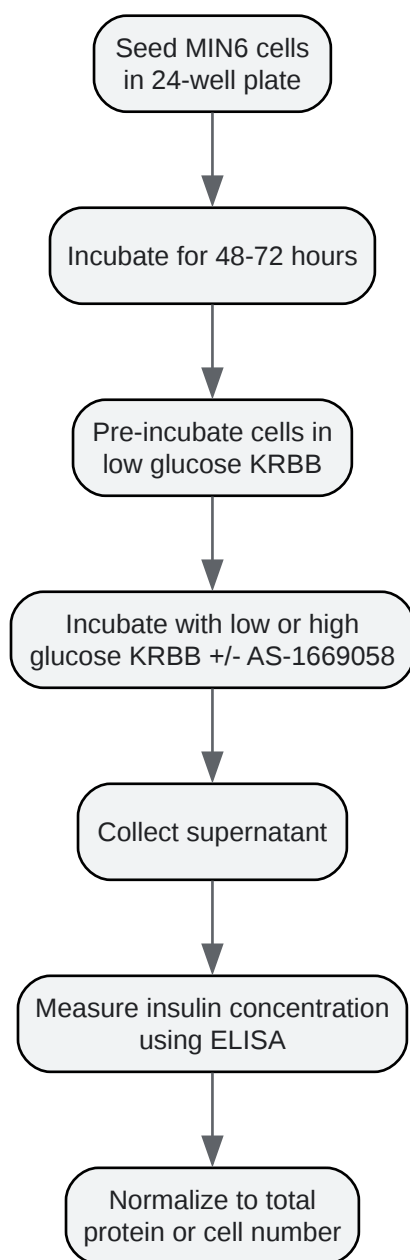 Seed MIN6 cells
in 24-well plate
Incubate for 48-72 hours
Pre-incubate cells in
low glucose KRBB
Incubate with low or high
glucose KRBB +/- AS-1669058
Collect supernatant
Measure insulin concentration
using ELISA
Normalize to total
protein or cell number